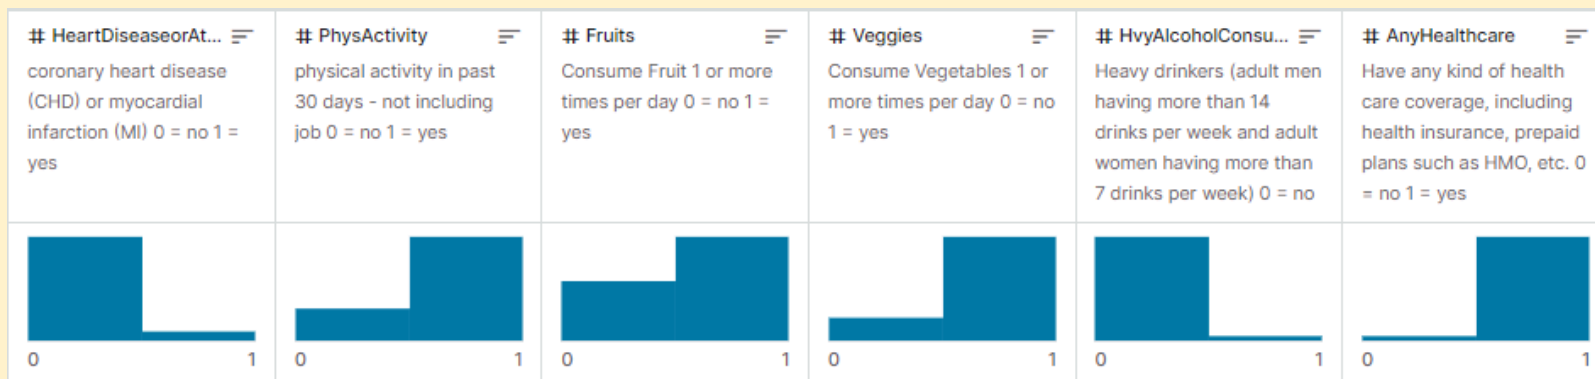 # HeartDiseaseorAt...
coronary heart disease
(CHD) or myocardial
infarction (MI) 0 = no 1 =
yes
0 1
# PhysActivity
physical activity in past
30 days - not including
job 0 = no 1 = yes
0 1
# Fruits
Consume Fruit 1 or more
times per day 0 = no 1 =
yes
0 1
# Veggies
Consume Vegetables 1 or
more times per day 0 = no
1 = yes
0 1
# HvyAlcoholConsu...
Heavy drinkers (adult men
having more than 14
drinks per week and adult
women having more than
7 drinks per week) 0 = no
0 1
# AnyHealthcare
Have any kind of health
care coverage, including
health insurance, prepaid
plans such as HMO, etc. 0
= no 1 = yes
0 1